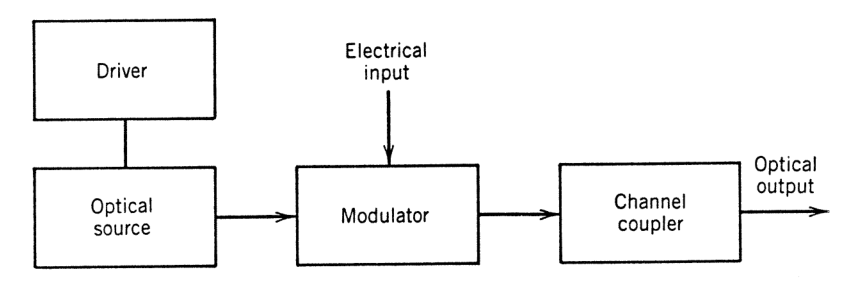 Driver
Electrical
input
Optical
source
Modulator
Channel
coupler
Optical
output